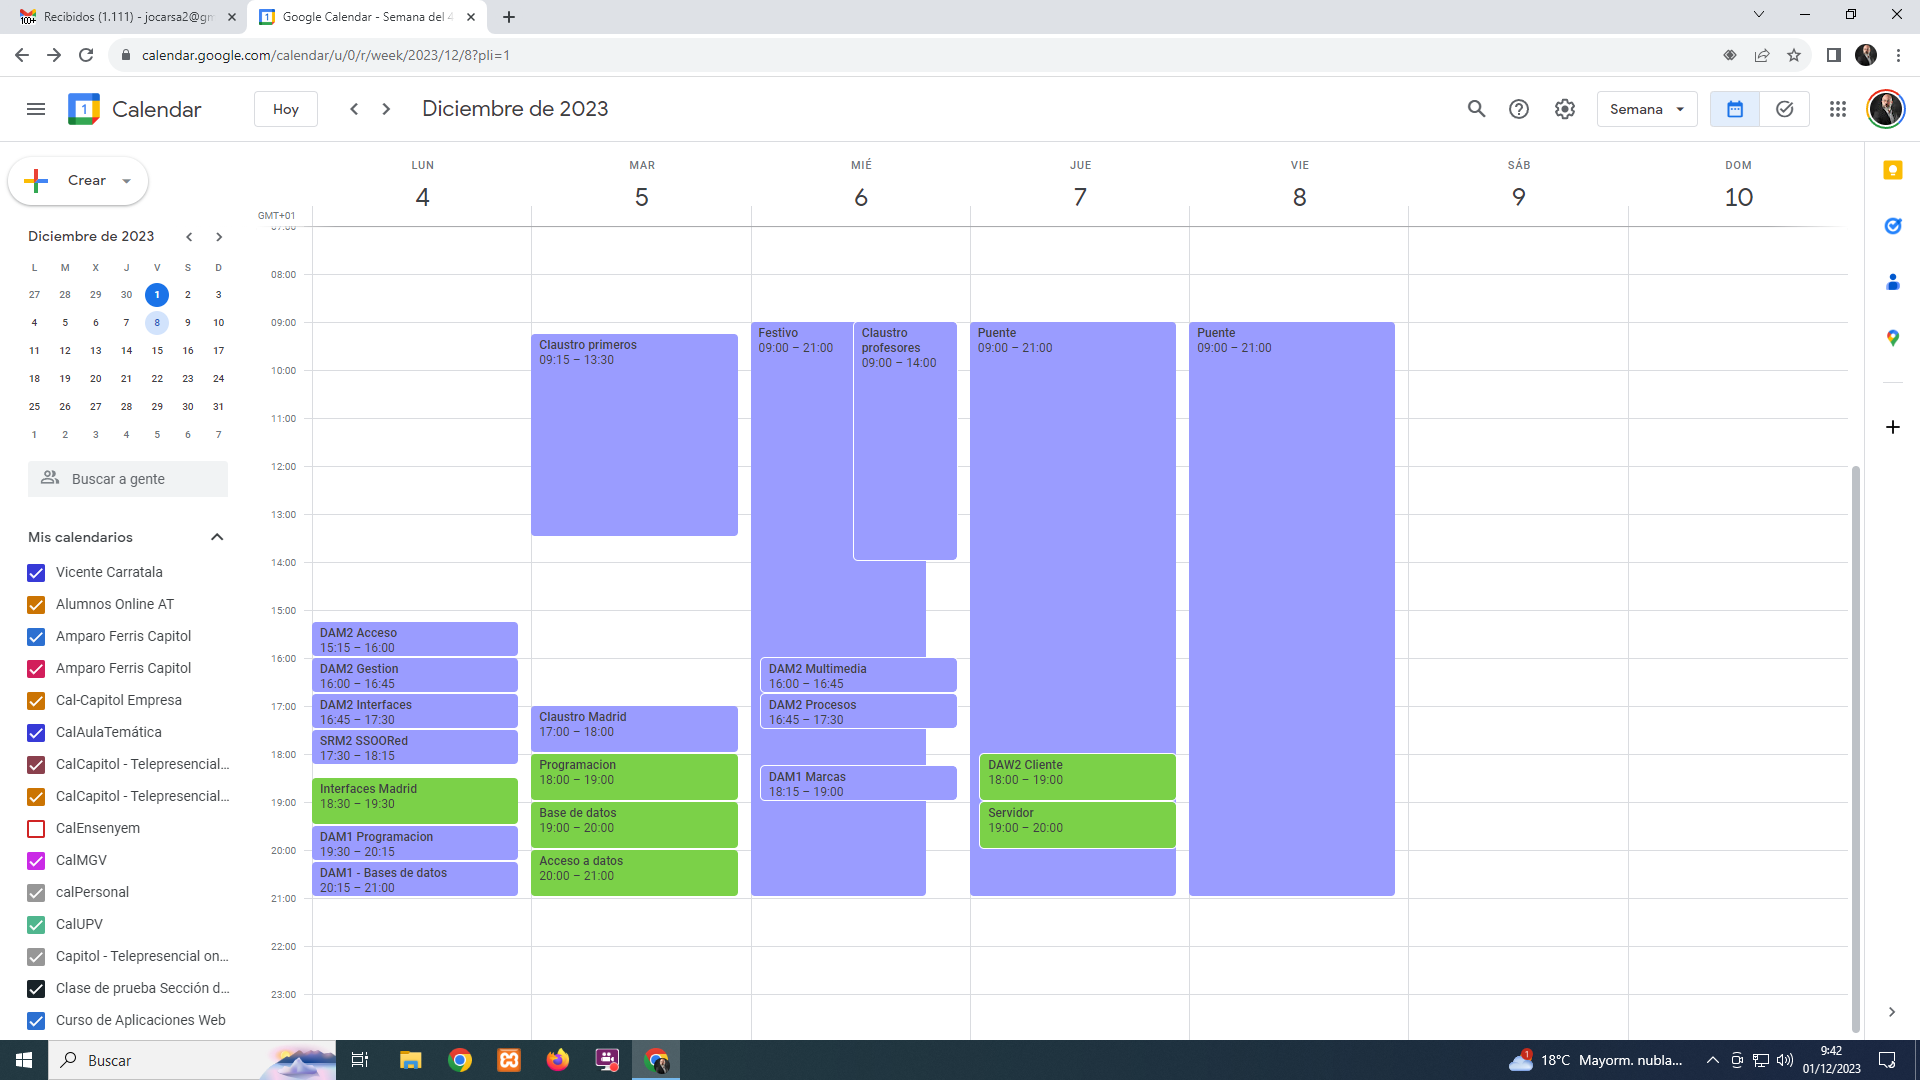 Recibidos (1.111) - jocarsa2@gm
Google Calendar - Semana del 4
calendar.google.com/calendar/u/0/r/week/2023/12/8?pli=1
Calendar
Hoy
Diciembre de 2023
Semana
Crear
Diciembre de 2023
L M X J V S D
27 28 29 30 1 2 3
4 5 6 7 8 9 10
11 12 13 14 15 16 17
18 19 20 21 22 23 24
25 26 27 28 29 30 31
1 2 3 4 5 6 7
Buscar a gente
Mis calendarios
Vicente Carratala
Alumnos Online AT
Amparo Ferris Capitol
Amparo Ferris Capitol
Cal-Capitol Empresa
CalAulaTemática
CalCapitol - Telepresencial...
CalCapitol - Telepresencial...
CalEnsenyem
CalMGV
calPersonal
CalUPV
Capitol - Telepresencial on...
Clase de prueba Sección d...
Curso de Aplicaciones Web
LUN MAR MIÉ JUE VIE SÁB DOM
4 5 6 7 8 9 10
GMT+01
07:00
08:00
09:00
10:00
11:00
12:00
13:00
14:00
15:00
16:00
17:00
18:00
19:00
20:00
21:00
22:00
23:00
DAM2 Acceso
15:15 – 16:00
DAM2 Gestion
16:00 – 16:45
DAM2 Interfaces
16:45 – 17:30
SRM2 SSOORed
17:30 – 18:15
Interfaces Madrid
18:30 – 19:30
DAM1 Programacion
19:30 – 20:15
DAM1 - Bases de datos
20:15 – 21:00
Claustro primeros
09:15 – 13:30
Claustro Madrid
17:00 – 18:00
Programacion
18:00 – 19:00
Base de datos
19:00 – 20:00
Acceso a datos
20:00 – 21:00
Festivo
09:00 – 21:00
Claustro
profesores
09:00 – 14:00
DAM2 Multimedia
16:00 – 16:45
DAM2 Procesos
16:45 – 17:30
DAM1 Marcas
18:15 – 19:00
Puente
09:00 – 21:00
DAW2 Cliente
18:00 – 19:00
Servidor
19:00 – 20:00
Puente
09:00 – 21:00
Buscar
18°C Mayorm. nubla...
9:42
01/12/2023